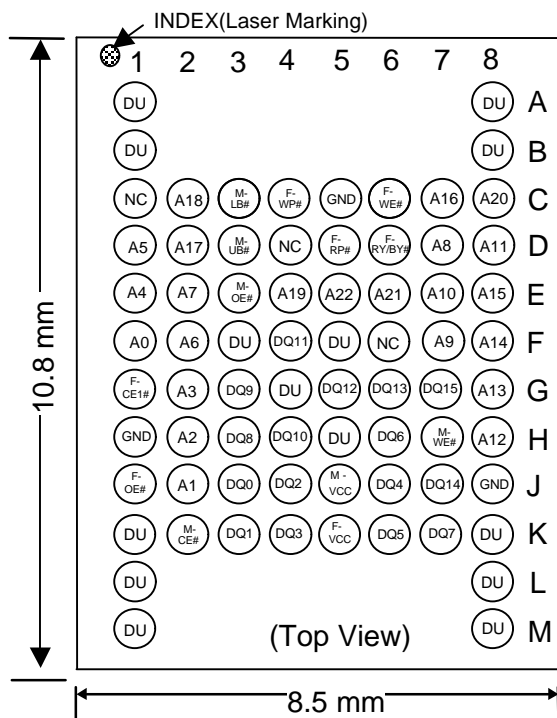 INDEX(Laser Marking)
1 2 3 4 5 6 7 8
DU DU A
DU DU B
NC A18 M-LB# F-WP# GND F-WE# A16 A20 C
A5 A17 M-UB# NC F-RP# F-RY/BY# A8 A11 D
A4 A7 M-OE# A19 A22 A21 A10 A15 E
A0 A6 DU DQ11 DU NC A9 A14 F
F-CE1# A3 DQ9 DU DQ12 DQ13 DQ15 A13 G
GND A2 DQ8 DQ10 DU DQ6 M-WE# A12 H
F-OE# A1 DQ0 DQ2 M-VCC DQ4 DQ14 GND J
DU M-CE# DQ1 DQ3 F-VCC DQ5 DQ7 DU K
DU DU L
DU (Top View) DU M
10.8 mm
8.5 mm